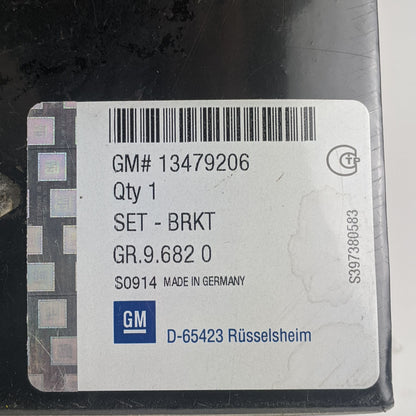 GM# 13479206
Qty 1
SET - BRKT
GR.9.682 0
S0914 MADE IN GERMANY
GM
D-65423 Rüsselsheim
S397380583